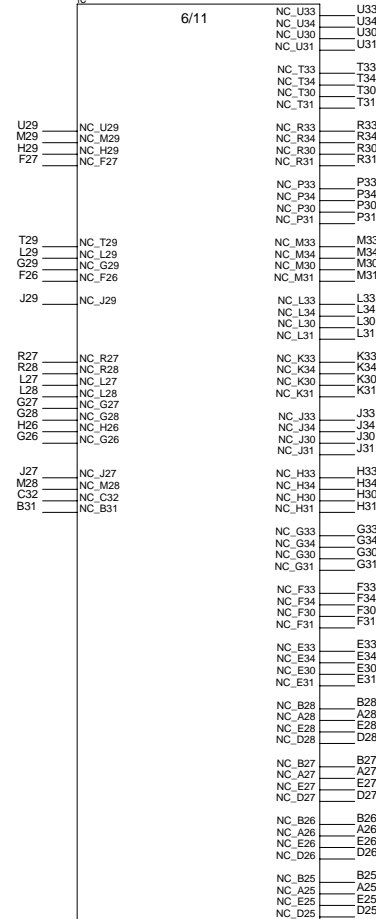 IC
6/11
NC_U33 U33
NC_U34 U34
NC_U30 U30
NC_U31 U31
NC_T33 T33
NC_T34 T34
NC_T30 T30
NC_T31 T31
U29 NC_U29 NC_R33 R33
M29 NC_M29 NC_R34 R34
H29 NC_H29 NC_R30 R30
F27 NC_F27 NC_R31 R31
NC_P33 P33
NC_P34 P34
NC_P30 P30
NC_P31 P31
T29 NC_T29 NC_M33 M33
L29 NC_L29 NC_M34 M34
G29 NC_G29 NC_M30 M30
F26 NC_F26 NC_M31 M31
J29 NC_J29 NC_L33 L33
NC_L34 L34
NC_L30 L30
NC_L31 L31
R27 NC_R27 NC_K33 K33
R28 NC_R28 NC_K34 K34
L27 NC_L27 NC_K30 K30
L28 NC_L28 NC_K31 K31
G27 NC_G27
G28 NC_G28 NC_J33 J33
H26 NC_H26 NC_J34 J34
G26 NC_G26 NC_J30 J30
NC_J31 J31
J27 NC_J27 NC_H33 H33
M28 NC_M28 NC_H34 H34
C32 NC_C32 NC_H30 H30
B31 NC_B31 NC_H31 H31
NC_G33 G33
NC_G34 G34
NC_G30 G30
NC_G31 G31
NC_F33 F33
NC_F34 F34
NC_F30 F30
NC_F31 F31
NC_E33 E33
NC_E34 E34
NC_E30 E30
NC_E31 E31
NC_B28 B28
NC_A28 A28
NC_E28 E28
NC_D28 D28
NC_B27 B27
NC_A27 A27
NC_E27 E27
NC_D27 D27
NC_B26 B26
NC_A26 A26
NC_E26 E26
NC_D26 D26
NC_B25 B25
NC_A25 A25
NC_E25 E25
NC_D25 D25